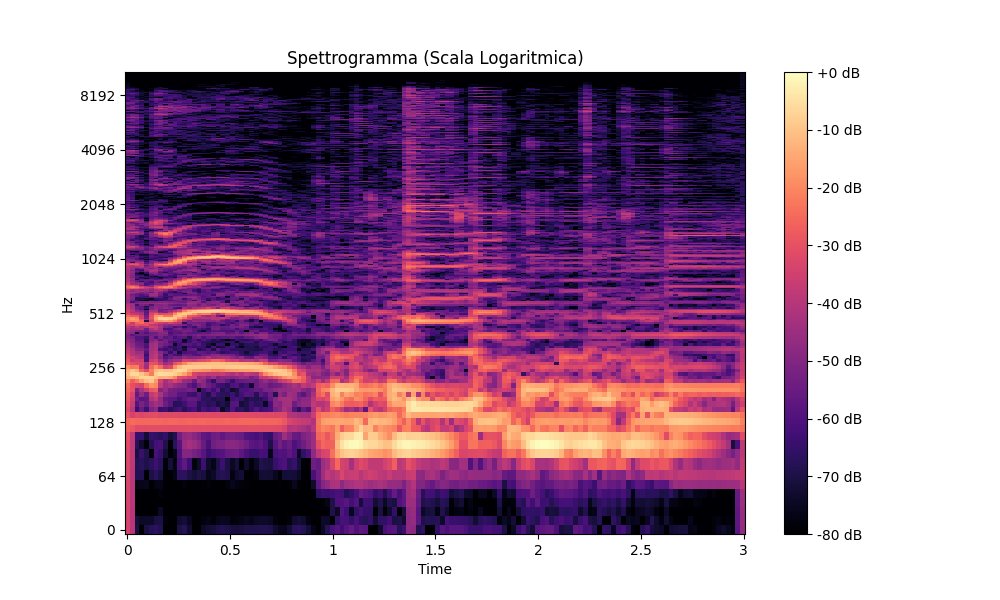 Spettrogramma (Scala Logaritmica)
Hz
8192
4096
2048
1024
512
256
128
64
0
0 0.5 1 1.5 2 2.5 3
Time
+0 dB
-10 dB
-20 dB
-30 dB
-40 dB
-50 dB
-60 dB
-70 dB
-80 dB